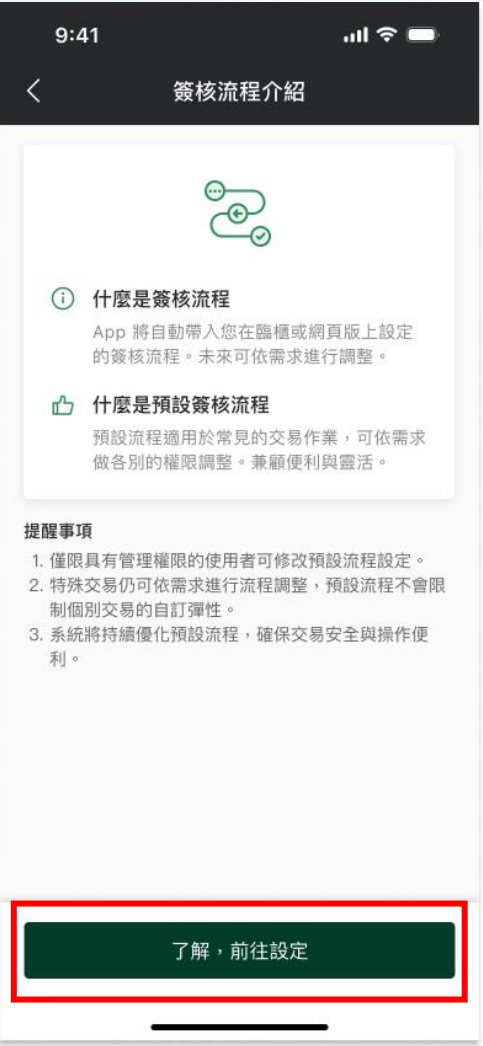 9:41
簽核流程介紹
什麼是簽核流程
App 將自動帶入您在臨櫃或網頁版上設定
的簽核流程。未來可依需求進行調整。
什麼是預設簽核流程
預設流程適用於常見的交易作業，可依需求
做各別的權限調整。兼顧便利與靈活。
提醒事項
1. 僅限具有管理權限的使用者可修改預設流程設定。
2. 特殊交易仍可依需求進行流程調整，預設流程不會限
制個別交易的自訂彈性。
3. 系統將持續優化預設流程，確保交易安全與操作便
利。
了解，前往設定